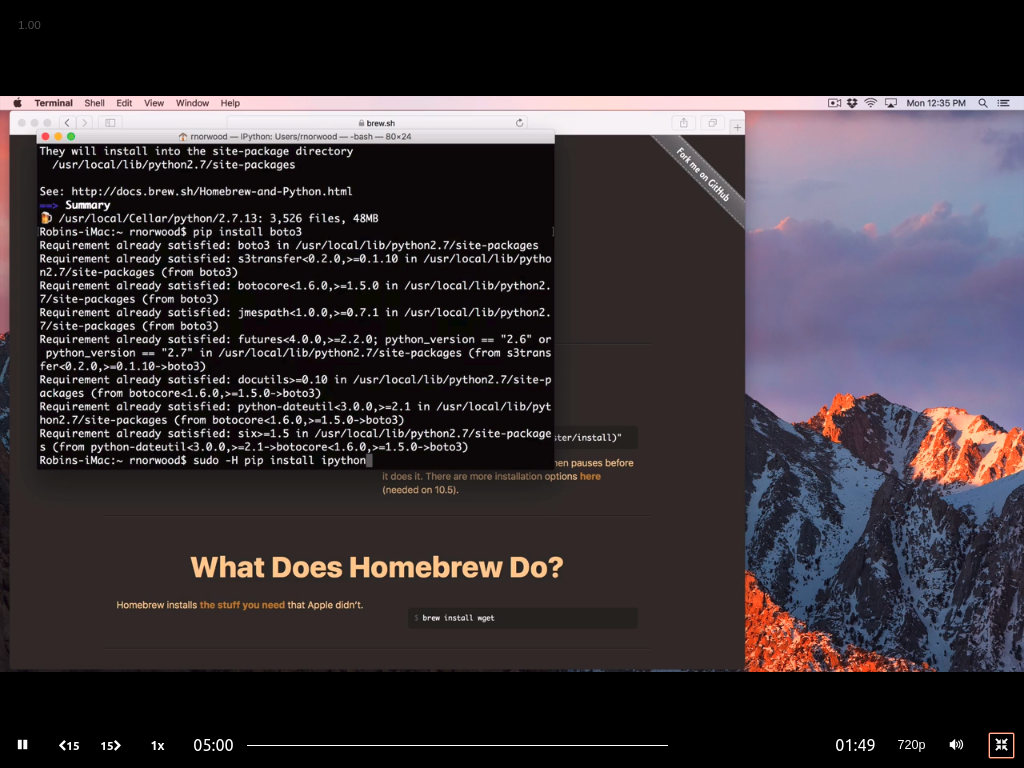 1.00
Terminal Shell Edit View Window Help
Mon 12:35 PM
brew.sh
rnorwood — IPython: Users/rnorwood — -bash — 80×24
Fork me on GitHub
They will install into the site-package directory
/usr/local/lib/python2.7/site-packages
See: http://docs.brew.sh/Homebrew-and-Python.html
==> Summary
/usr/local/Cellar/python/2.7.13: 3,526 files, 48MB
Robins-iMac:~ rnorwood$ pip install boto3
Requirement already satisfied: boto3 in /usr/local/lib/python2.7/site-packages
Requirement already satisfied: s3transfer<0.2.0,>=0.1.10 in /usr/local/lib/pytho
n2.7/site-packages (from boto3)
Requirement already satisfied: botocore<1.6.0,>=1.5.0 in /usr/local/lib/python2.
7/site-packages (from boto3)
Requirement already satisfied: jmespath<1.0.0,>=0.7.1 in /usr/local/lib/python2.
7/site-packages (from boto3)
Requirement already satisfied: futures<4.0.0,>=2.2.0; python_version == "2.6" or
python_version == "2.7" in /usr/local/lib/python2.7/site-packages (from s3trans
fer<0.2.0,>=0.1.10->boto3)
Requirement already satisfied: docutils>=0.10 in /usr/local/lib/python2.7/site-p
ackages (from botocore<1.6.0,>=1.5.0->boto3)
Requirement already satisfied: python-dateutil<3.0.0,>=2.1 in /usr/local/lib/pyt
hon2.7/site-packages (from botocore<1.6.0,>=1.5.0->boto3)
Requirement already satisfied: six>=1.5 in /usr/local/lib/python2.7/site-package
s (from python-dateutil<3.0.0,>=2.1->botocore<1.6.0,>=1.5.0->boto3)
Robins-iMac:~ rnorwood$ sudo -H pip install ipython
ster/install)"
hen pauses before
it does it. There are more installation options here
(needed on 10.5).
What Does Homebrew Do?
Homebrew installs the stuff you need that Apple didn't.
$ brew install wget
15 15 1x 05:00 01:49 720p